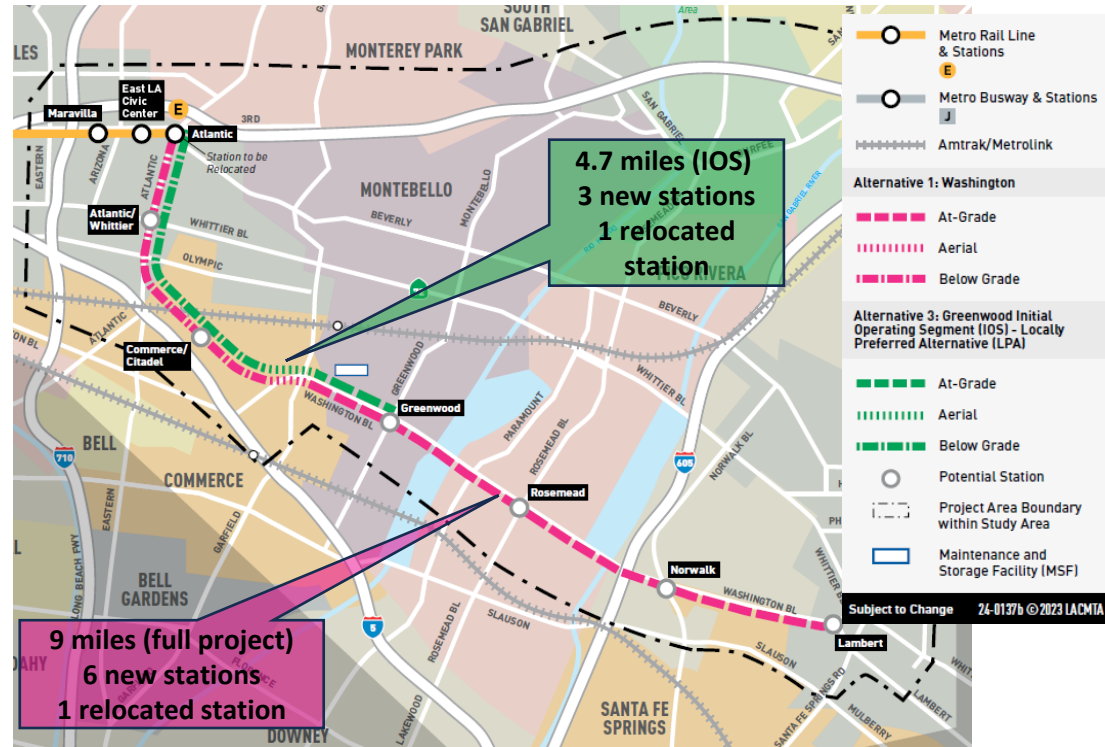 SOUTH
SAN GABRIEL
Area
LES
MONTEREY PARK
East LA
Civic
Center
E
Maravilla
Atlantic
3RD
Station to be
Relocated
EASTERN
ARIZONA
ATLANTIC
SAN GABRIEL
MONTEBELLO
MONTEBELLO
BEVERLY
Atlantic/
Whittier
WHITTIER BL
OLYMPIC
4.7 miles (IOS)
3 new stations
1 relocated
station
PICO RIVERA
BEVERLY
WHITTIER BL
ATLANTIC
Commerce/
Citadel
GREENWOOD
WASHINGTON BL
Greenwood
PARAMOUNT
ROSEMEAD BL
605
NORWALK BL
BELL
710
COMMERCE
EASTERN
GARFIELD
Rosemead
LONG BEACH FWY
BELL
GARDENS
Norwalk
WASHINGTON BL
WHITTIER B
SLAUSON
5
ROSEMEAD BL
SLAUSON
Lambert
9 miles (full project)
6 new stations
1 relocated station
FLORENCE
LAKEWOOD
DOWNEY
SANTA FE
SPRINGS
SANTA FE SPRINGS RD
MULBERRY
LAMBERT
Metro Rail Line
& Stations
E
Metro Busway & Stations
J
Amtrak/Metrolink
Alternative 1: Washington
At-Grade
Aerial
Below Grade
Alternative 3: Greenwood Initial
Operating Segment (IOS) - Locally
Preferred Alternative (LPA)
At-Grade
Aerial
Below Grade
Potential Station
Project Area Boundary
within Study Area
Maintenance and
Storage Facility (MSF)
Subject to Change 24-0137b © 2023 LACMTA